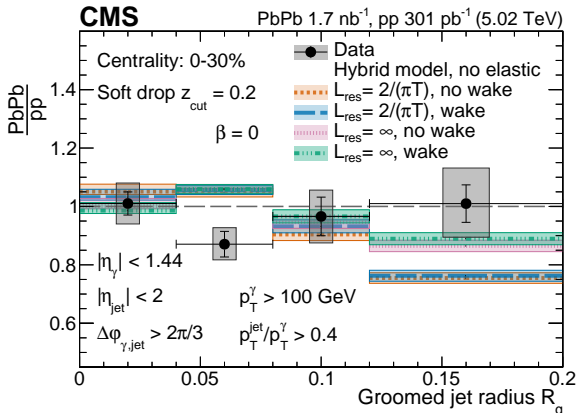 CMS PbPb 1.7 nb⁻¹, pp 301 pb⁻¹ (5.02 TeV)
PbPb
pp
Centrality: 0-30%
Soft drop z_cut = 0.2
β = 0
Data
Hybrid model, no elastic
L_res = 2/(πT), no wake
L_res = 2/(πT), wake
L_res = ∞, no wake
L_res = ∞, wake
1.4
1.2
1
0.8
0.6
|η_γ| < 1.44
|η_jet| < 2
p_T^γ > 100 GeV
Δφ_γ,jet > 2π/3
p_T^jet/p_T^γ > 0.4
0 0.05 0.1 0.15 0.2
Groomed jet radius R_g